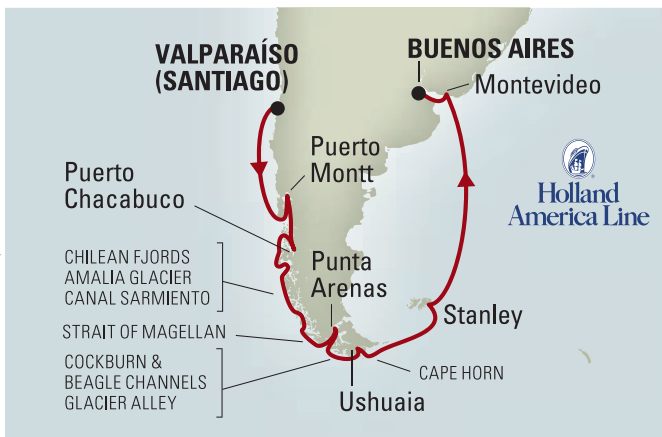 VALPARAÍSO
(SANTIAGO)
BUENOS AIRES
Montevideo
Puerto
Montt
Puerto
Chacabuco
Holland
America Line
CHILEAN FJORDS
AMALIA GLACIER
CANAL SARMIENTO
Punta
Arenas
Stanley
STRAIT OF MAGELLAN
COCKBURN &
BEAGLE CHANNELS
GLACIER ALLEY
CAPE HORN
Ushuaia